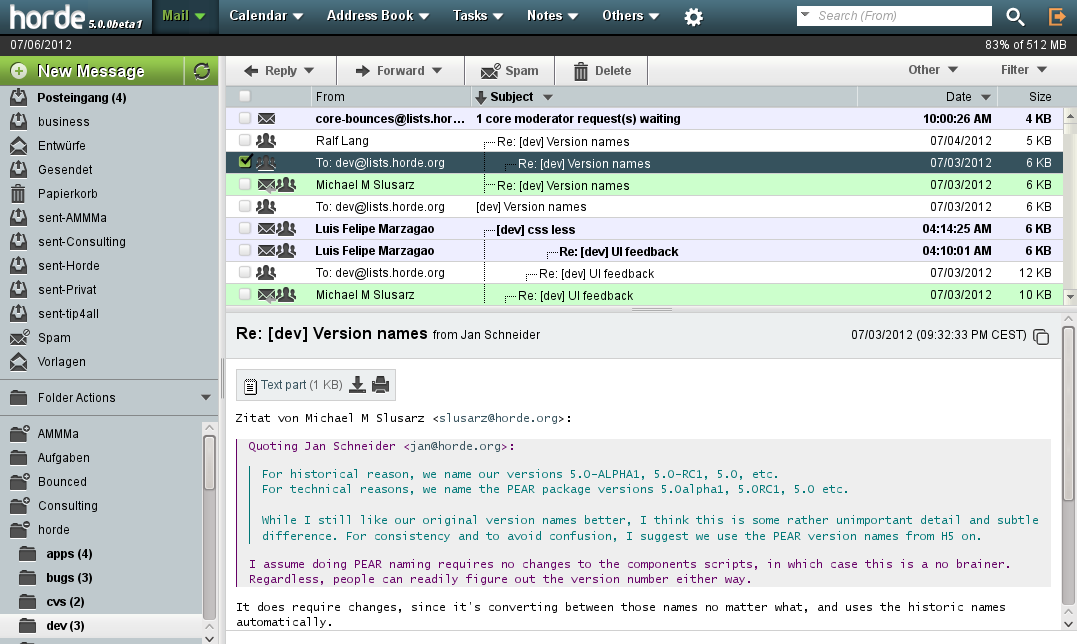 horde 5.0.0beta1 Mail Calendar Address Book Tasks Notes Others Search (From)
07/06/2012 83% of 512 MB
New Message
Reply Forward Spam Delete Other Filter
Posteingang (4)
business
Entwürfe
Gesendet
Papierkorb
sent-AMMMa
sent-Consulting
sent-Horde
sent-Privat
sent-tip4all
Spam
Vorlagen
Folder Actions
AMMMa
Aufgaben
Bounced
Consulting
horde
apps (4)
bugs (3)
cvs (2)
dev (3)
From Subject Date Size
core-bounces@lists.hor... 1 core moderator request(s) waiting 10:00:26 AM 4 KB
Ralf Lang Re: [dev] Version names 07/04/2012 5 KB
To: dev@lists.horde.org Re: [dev] Version names 07/03/2012 6 KB
Michael M Slusarz Re: [dev] Version names 07/03/2012 6 KB
To: dev@lists.horde.org [dev] Version names 07/03/2012 6 KB
Luis Felipe Marzagao [dev] css less 04:14:25 AM 6 KB
Luis Felipe Marzagao Re: [dev] UI feedback 04:10:01 AM 6 KB
To: dev@lists.horde.org Re: [dev] UI feedback 07/03/2012 12 KB
Michael M Slusarz Re: [dev] UI feedback 07/03/2012 10 KB
Re: [dev] Version names from Jan Schneider 07/03/2012 (09:32:33 PM CEST)
Text part (1 KB)
Zitat von Michael M Slusarz <slusarz@horde.org>:
Quoting Jan Schneider <jan@horde.org>:
For historical reason, we name our versions 5.0-ALPHA1, 5.0-RC1, 5.0, etc.
For technical reasons, we name the PEAR package versions 5.0alpha1, 5.0RC1, 5.0 etc.
While I still like our original version names better, I think this is some rather unimportant detail and subtle
difference. For consistency and to avoid confusion, I suggest we use the PEAR version names from H5 on.
I assume doing PEAR naming requires no changes to the components scripts, in which case this is a no brainer.
Regardless, people can readily figure out the version number either way.
It does require changes, since it's converting between those names no matter what, and uses the historic names
automatically.